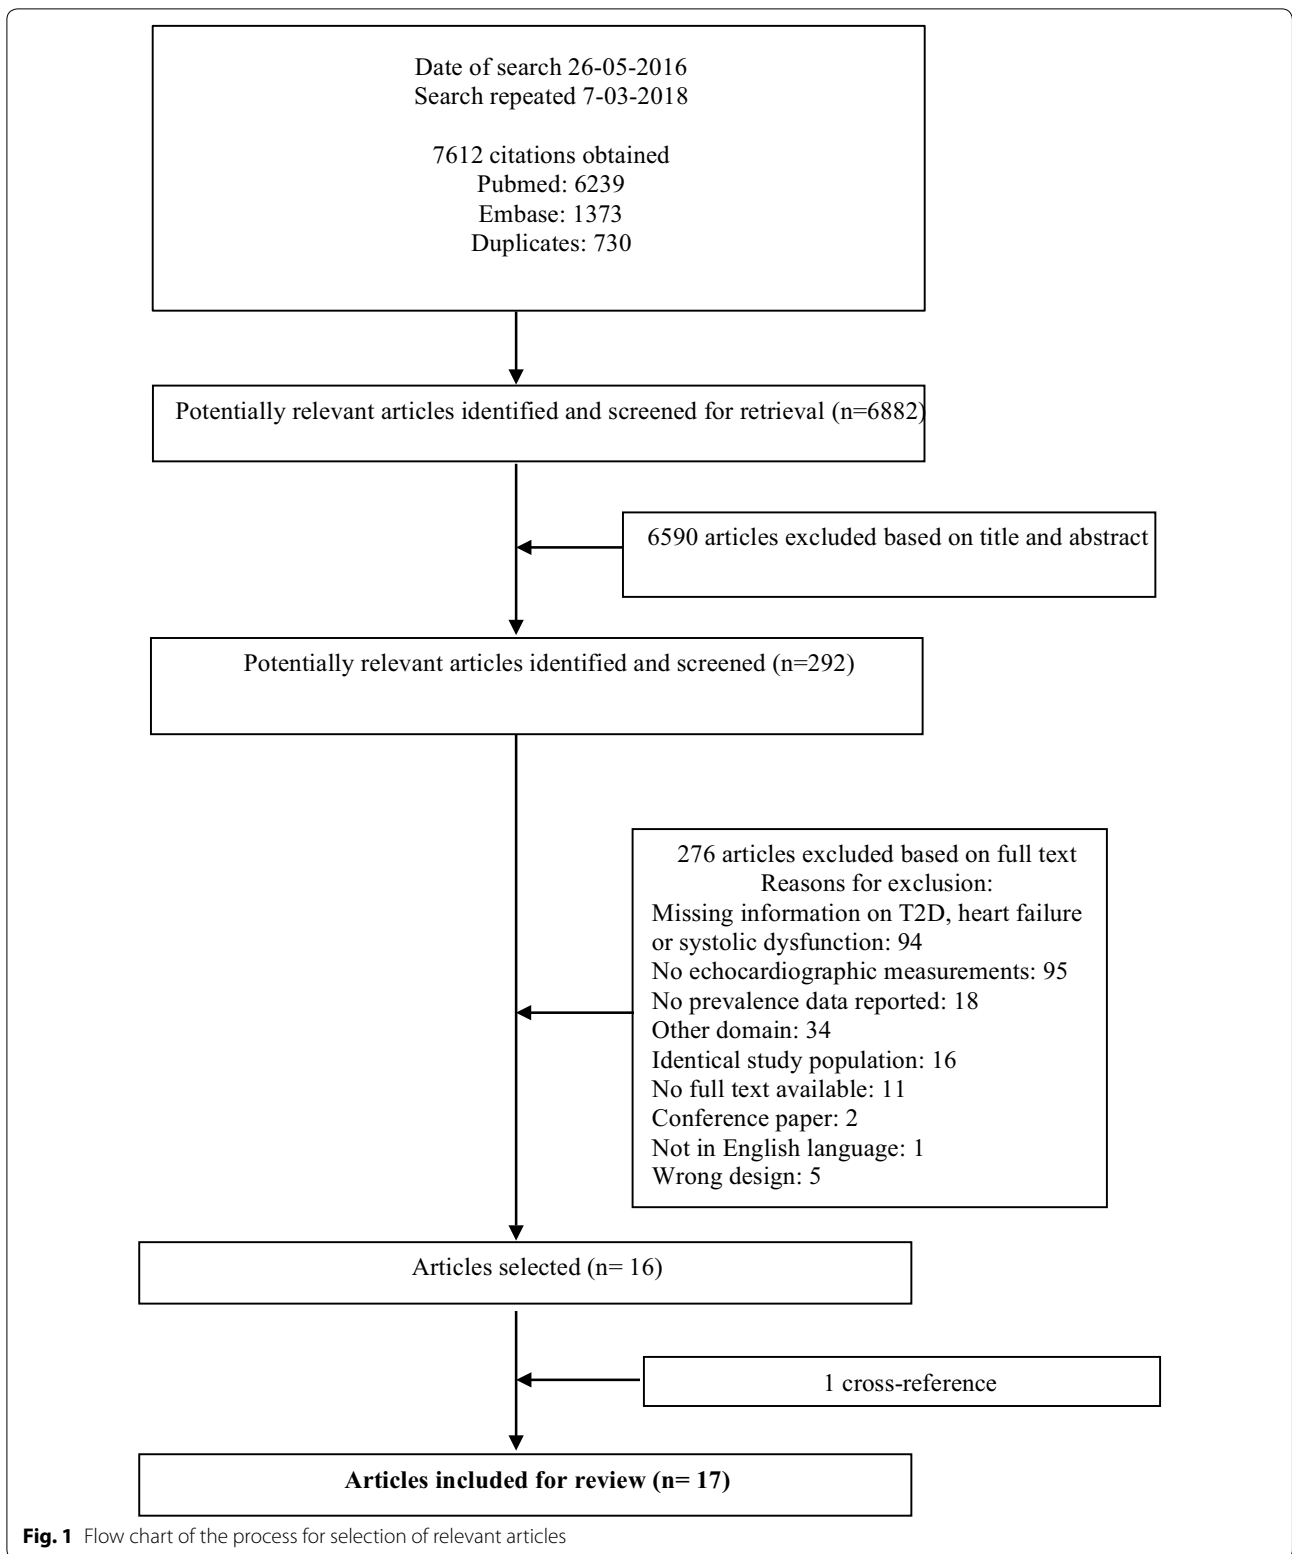 Date of search 26-05-2016
Search repeated 7-03-2018
7612 citations obtained
Pubmed: 6239
Embase: 1373
Duplicates: 730
Potentially relevant articles identified and screened for retrieval (n=6882)
6590 articles excluded based on title and abstract
Potentially relevant articles identified and screened (n=292)
276 articles excluded based on full text
Reasons for exclusion:
Missing information on T2D, heart failure
or systolic dysfunction: 94
No echocardiographic measurements: 95
No prevalence data reported: 18
Other domain: 34
Identical study population: 16
No full text available: 11
Conference paper: 2
Not in English language: 1
Wrong design: 5
Articles selected (n= 16)
1 cross-reference
Articles included for review (n= 17)
Fig. 1 Flow chart of the process for selection of relevant articles